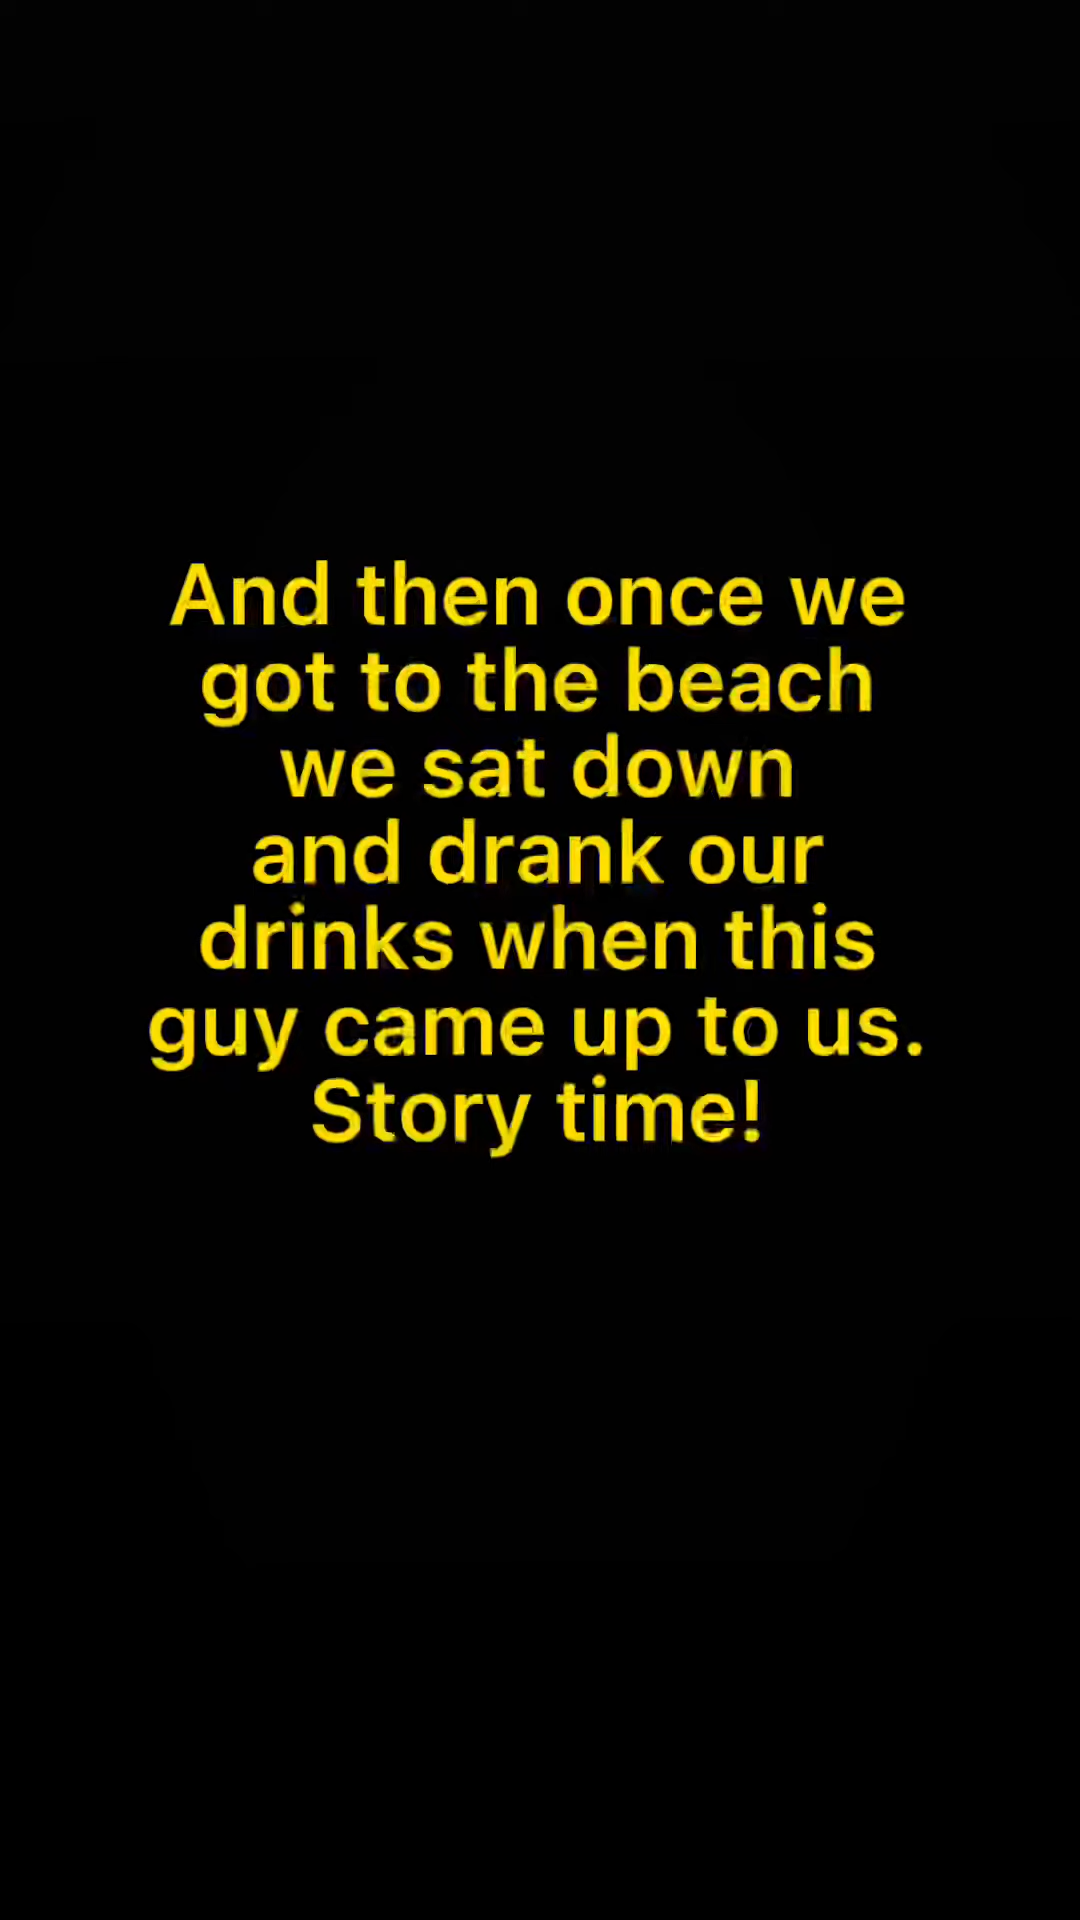 And then once we
got to the beach
we sat down
and drank our
drinks when this
guy came up to us.
Story time!